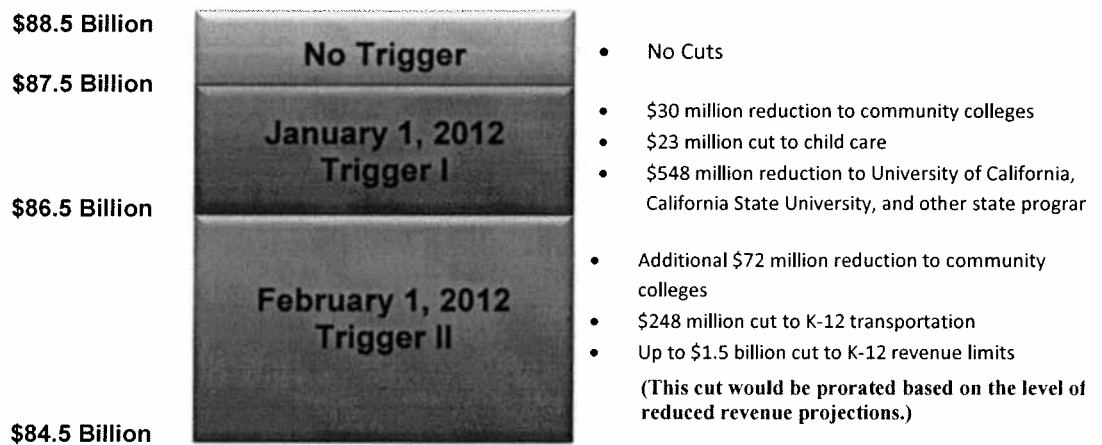 $88.5 Billion
No Trigger
• No Cuts
$87.5 Billion
January 1, 2012
Trigger I
• $30 million reduction to community colleges
• $23 million cut to child care
• $548 million reduction to University of California,
California State University, and other state prograr
$86.5 Billion
February 1, 2012
Trigger II
• Additional $72 million reduction to community
colleges
• $248 million cut to K-12 transportation
• Up to $1.5 billion cut to K-12 revenue limits
(This cut would be prorated based on the level of
reduced revenue projections.)
$84.5 Billion